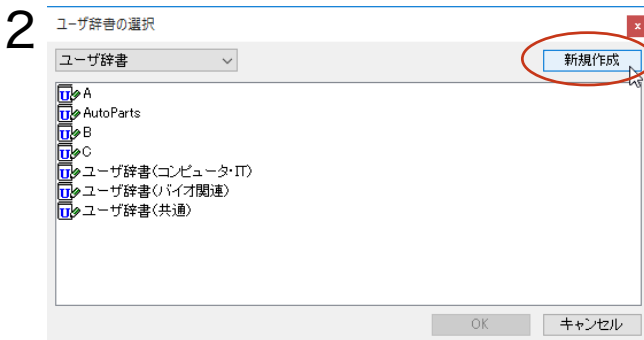 2
ユーザ辞書の選択
x
ユーザ辞書
新規作成
A
AutoParts
B
C
ユーザ辞書(コンピュータ・IT)
ユーザ辞書(バイオ関連)
ユーザ辞書(共通)
OK
キャンセル